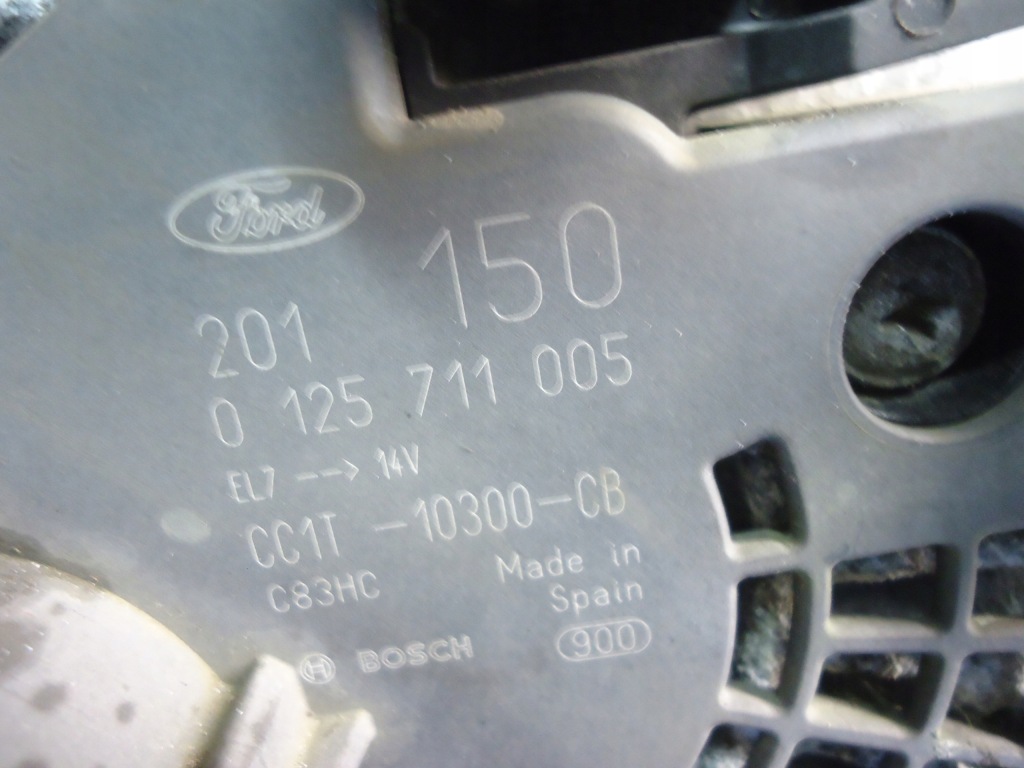 Ford
150
201
0 125 711 005
EL7 --> 14V
CC1T -10300-CB
C83HC
Made in
Spain
BOSCH
900